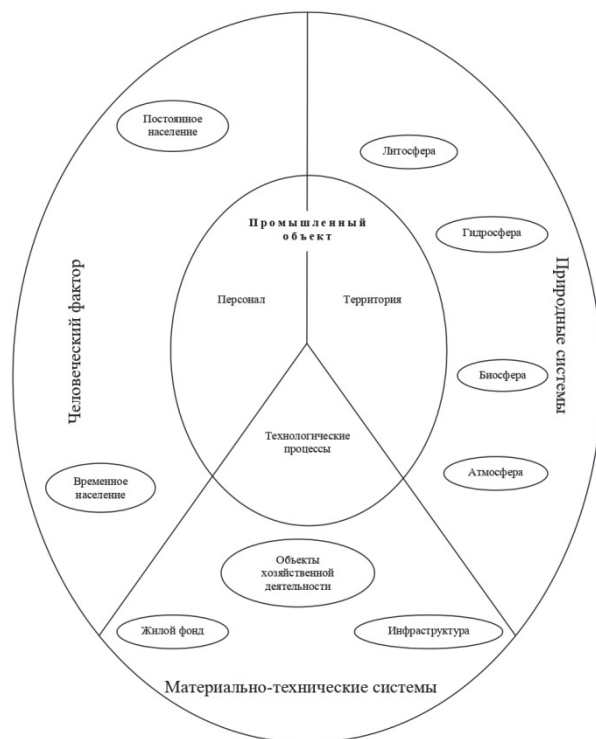 Постоянное
население
Литосфера
Промышленный
объект
Гидросфера
Человеческий фактор
Природные системы
Персонал
Территория
Биосфера
Технологические
процессы
Временное
население
Атмосфера
Объекты
хозяйственной
деятельности
Жилой фонд
Инфраструктура
Материально-технические системы